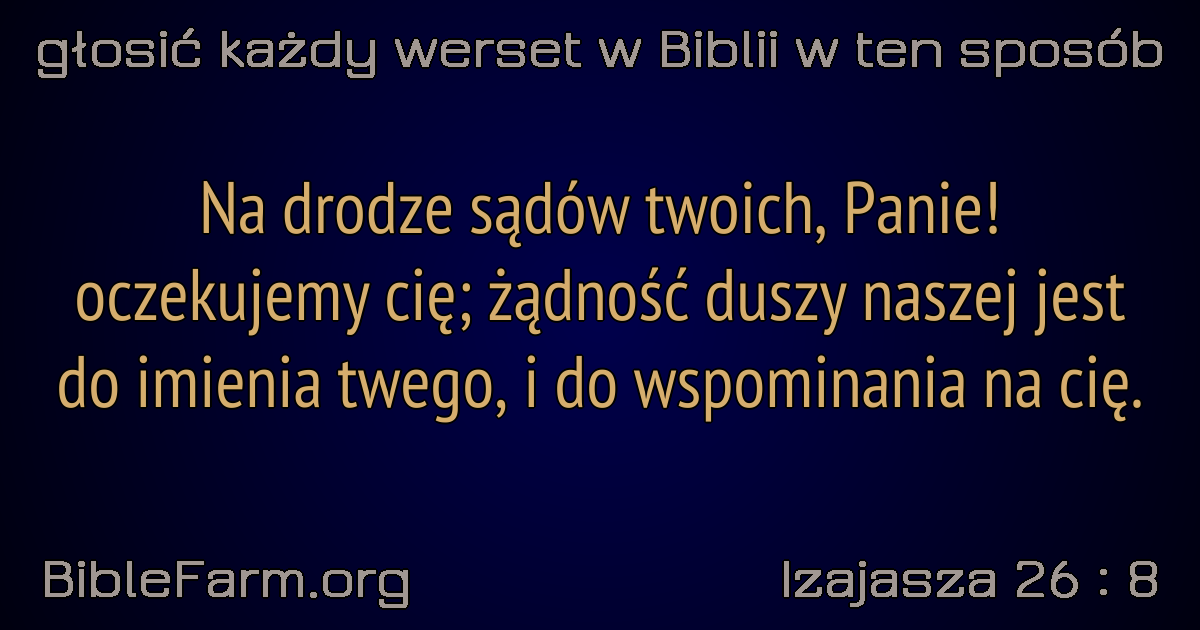 głosić każdy werset w Biblii w ten sposób
Na drodze sądów twoich, Panie!
oczekujemy cię; żądność duszy naszej jest
do imienia twego, i do wspominania na cię.
BibleFarm.org
Izajasza 26 : 8